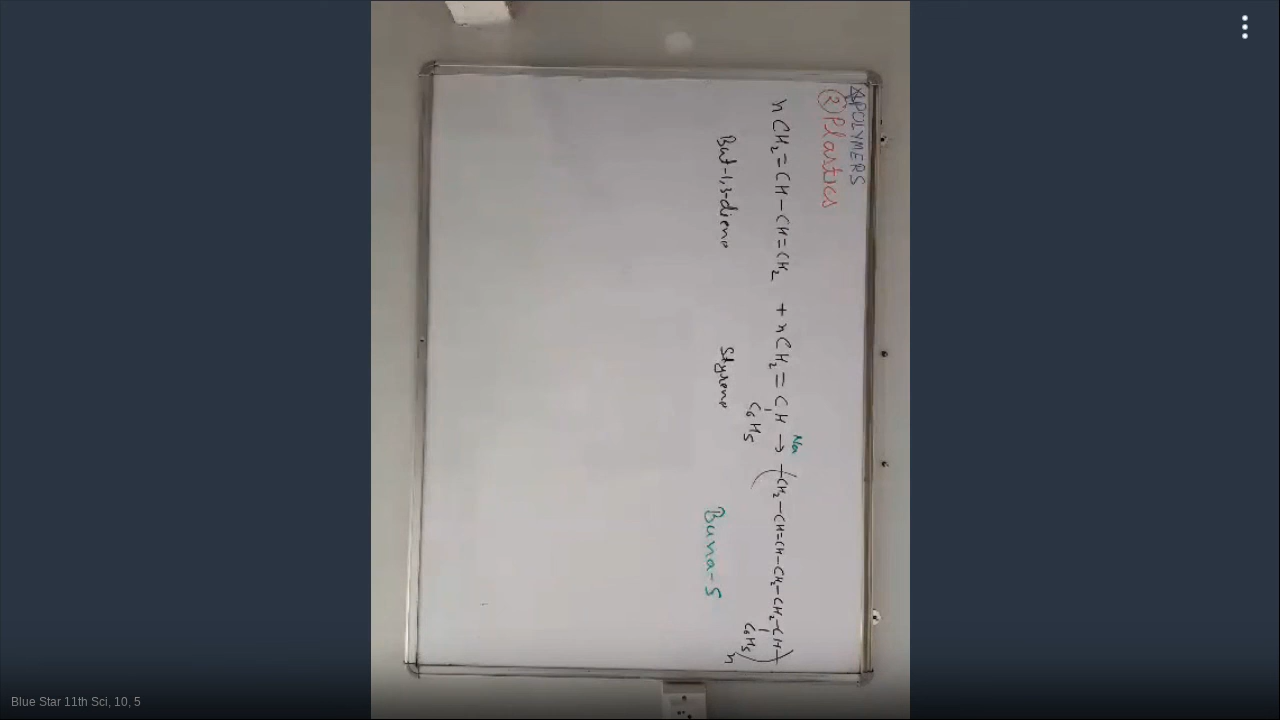 POLYMERS
② Plastics
n CH₂=CH-CH=CH₂ + n CH₂=CH → (CH₂-CH=CH-CH₂-CH₂-CH)
Na
C₆H₅
C₆H₅
n
But-1,3-diene
Styrene
Buna-S
Blue Star 11th Sci, 10, 5